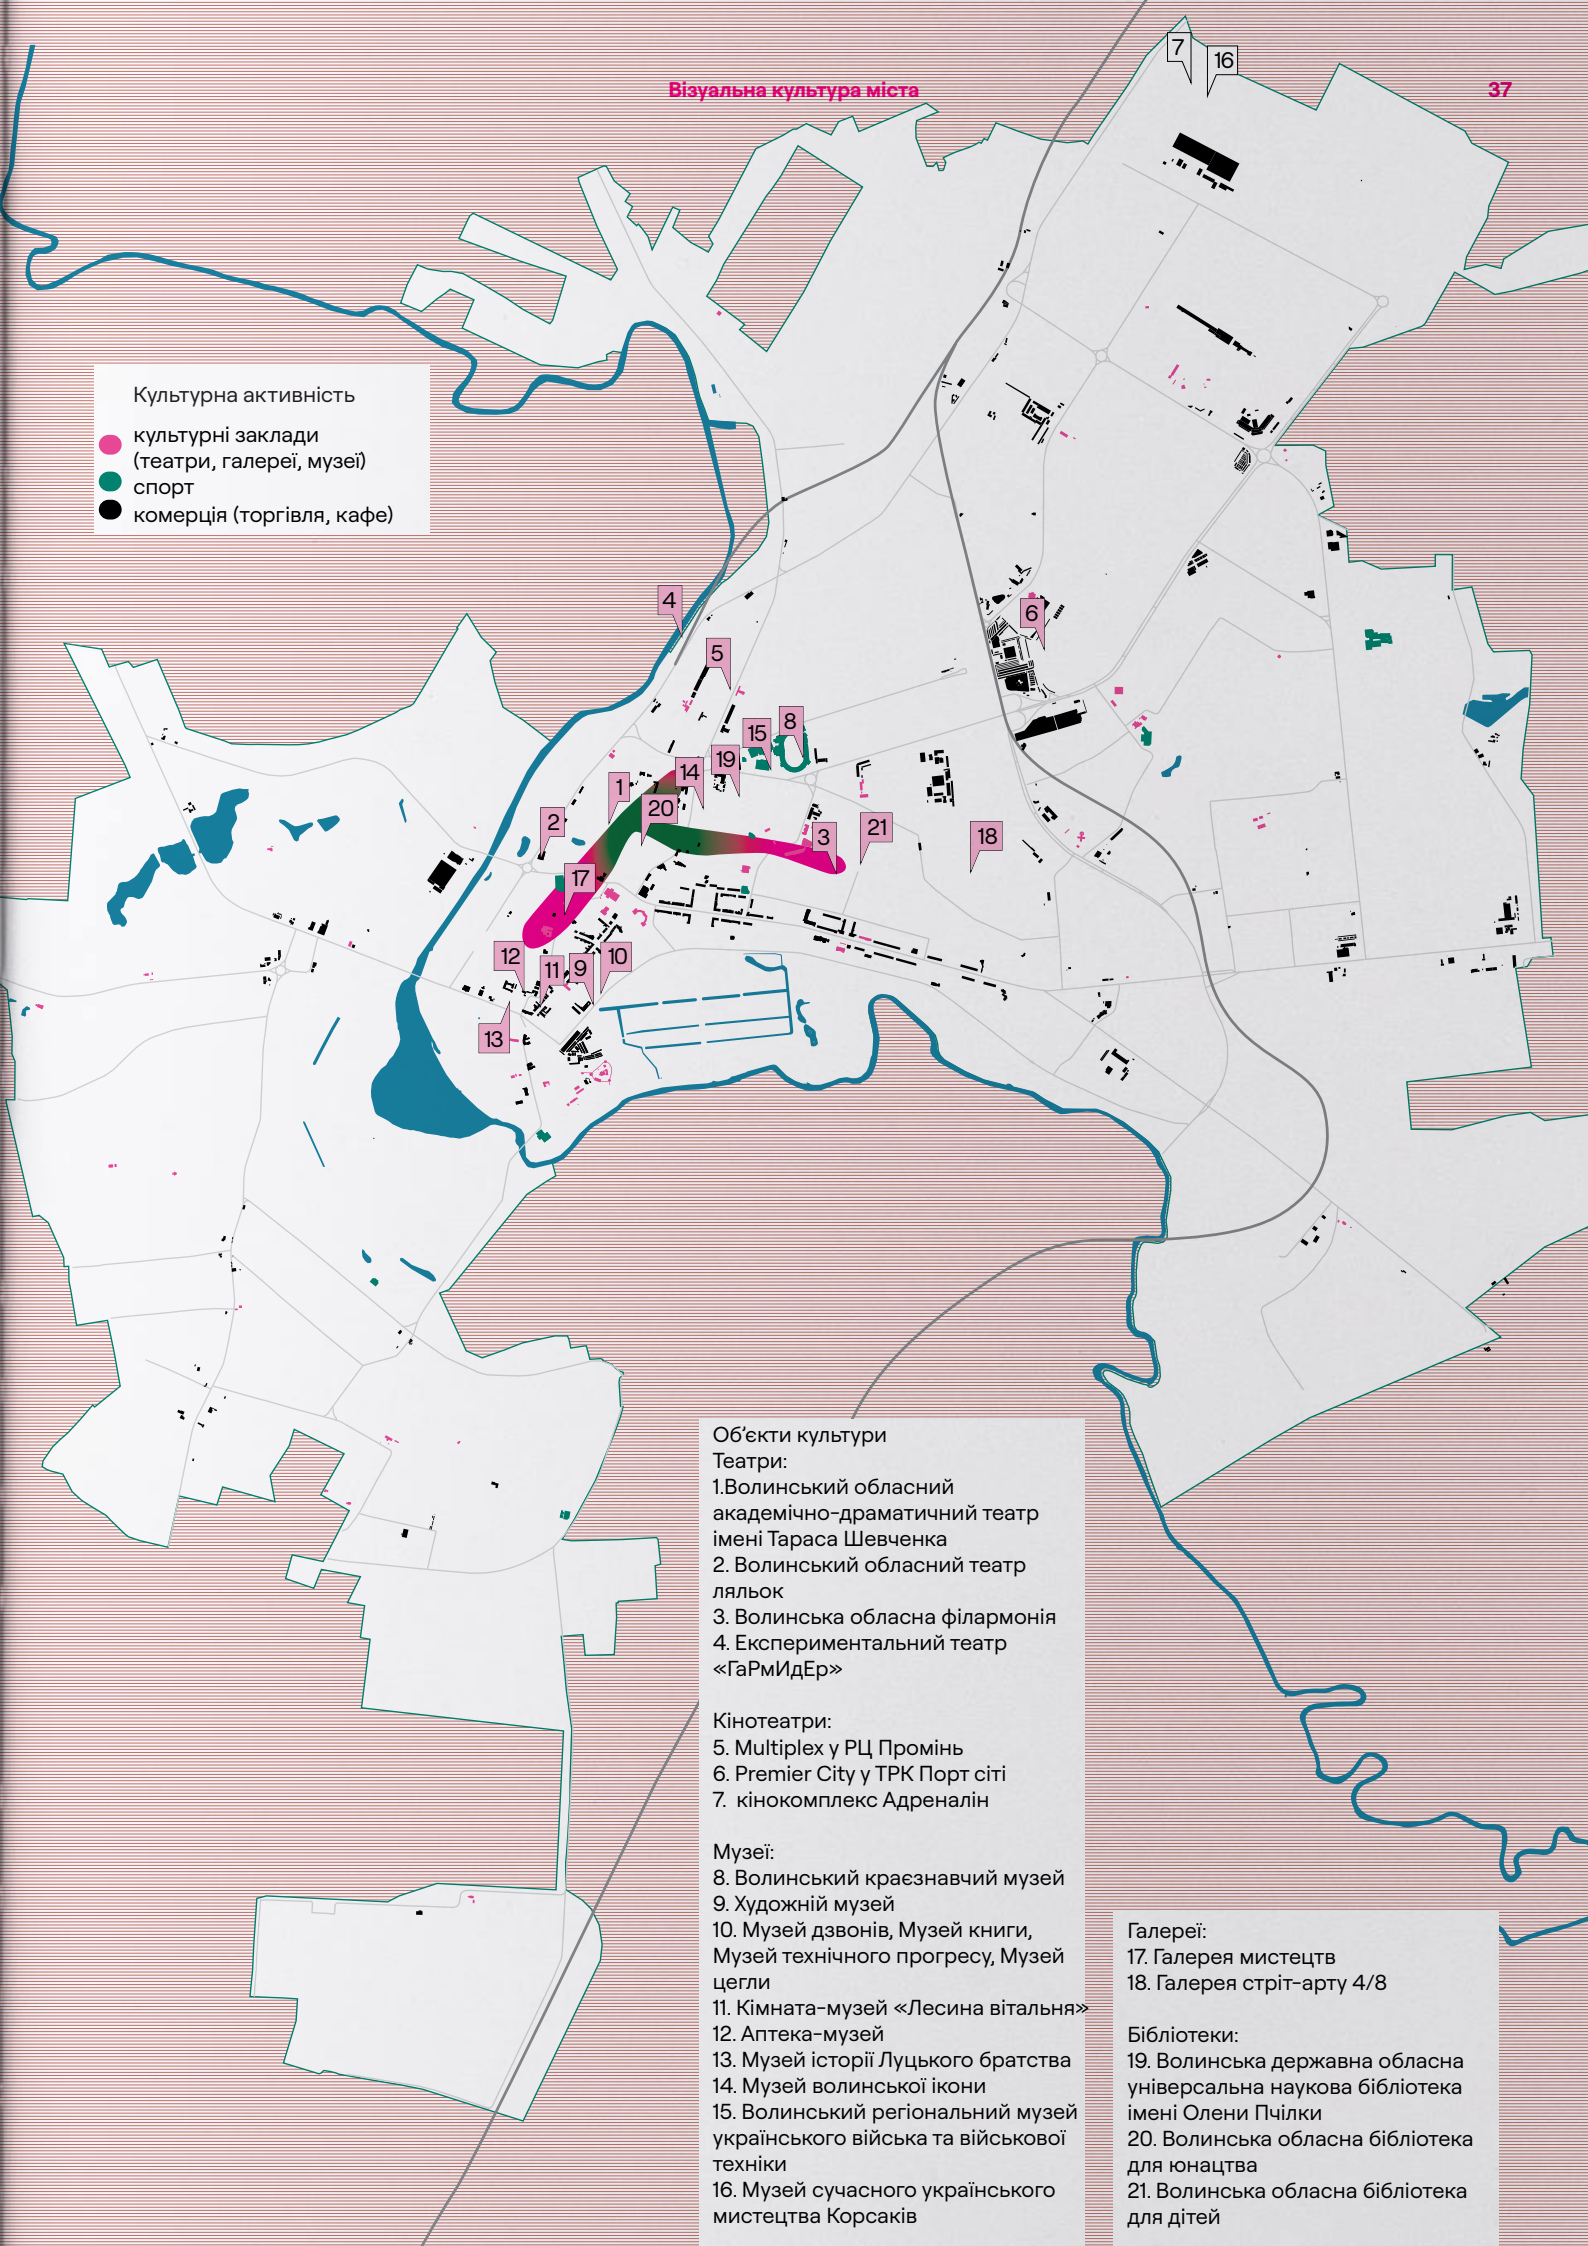 7
16
Візуальна культура міста
37
Культурна активність
культурні заклади
(театри, галереї, музеї)
спорт
комерція (торгівля, кафе)
4
6
5
8
15
19
14
1
20
2
3
21
18
17
12
11
9
10
13
Об'єкти культури
Театри:
1.Волинський обласний
академічно-драматичний театр
імені Тараса Шевченка
2. Волинський обласний театр
ляльок
3. Волинська обласна філармонія
4. Експериментальний театр
«ГаРмИдЕр»
Кінотеатри:
5. Multiplex у РЦ Промінь
6. Premier City у ТРК Порт сіті
7. кінокомплекс Адреналін
Музеї:
8. Волинський краєзнавчий музей
9. Художній музей
10. Музей дзвонів, Музей книги,
Музей технічного прогресу, Музей
цегли
11. Кімната-музей «Лесина вітальня»
12. Аптека-музей
13. Музей історії Луцького братства
14. Музей волинської ікони
15. Волинський регіональний музей
українського війська та військової
техніки
16. Музей сучасного українського
мистецтва Корсаків
Галереї:
17. Галерея мистецтв
18. Галерея стріт-арту 4/8
Бібліотеки:
19. Волинська державна обласна
універсальна наукова бібліотека
імені Олени Пчілки
20. Волинська обласна бібліотека
для юнацтва
21. Волинська обласна бібліотека
для дітей